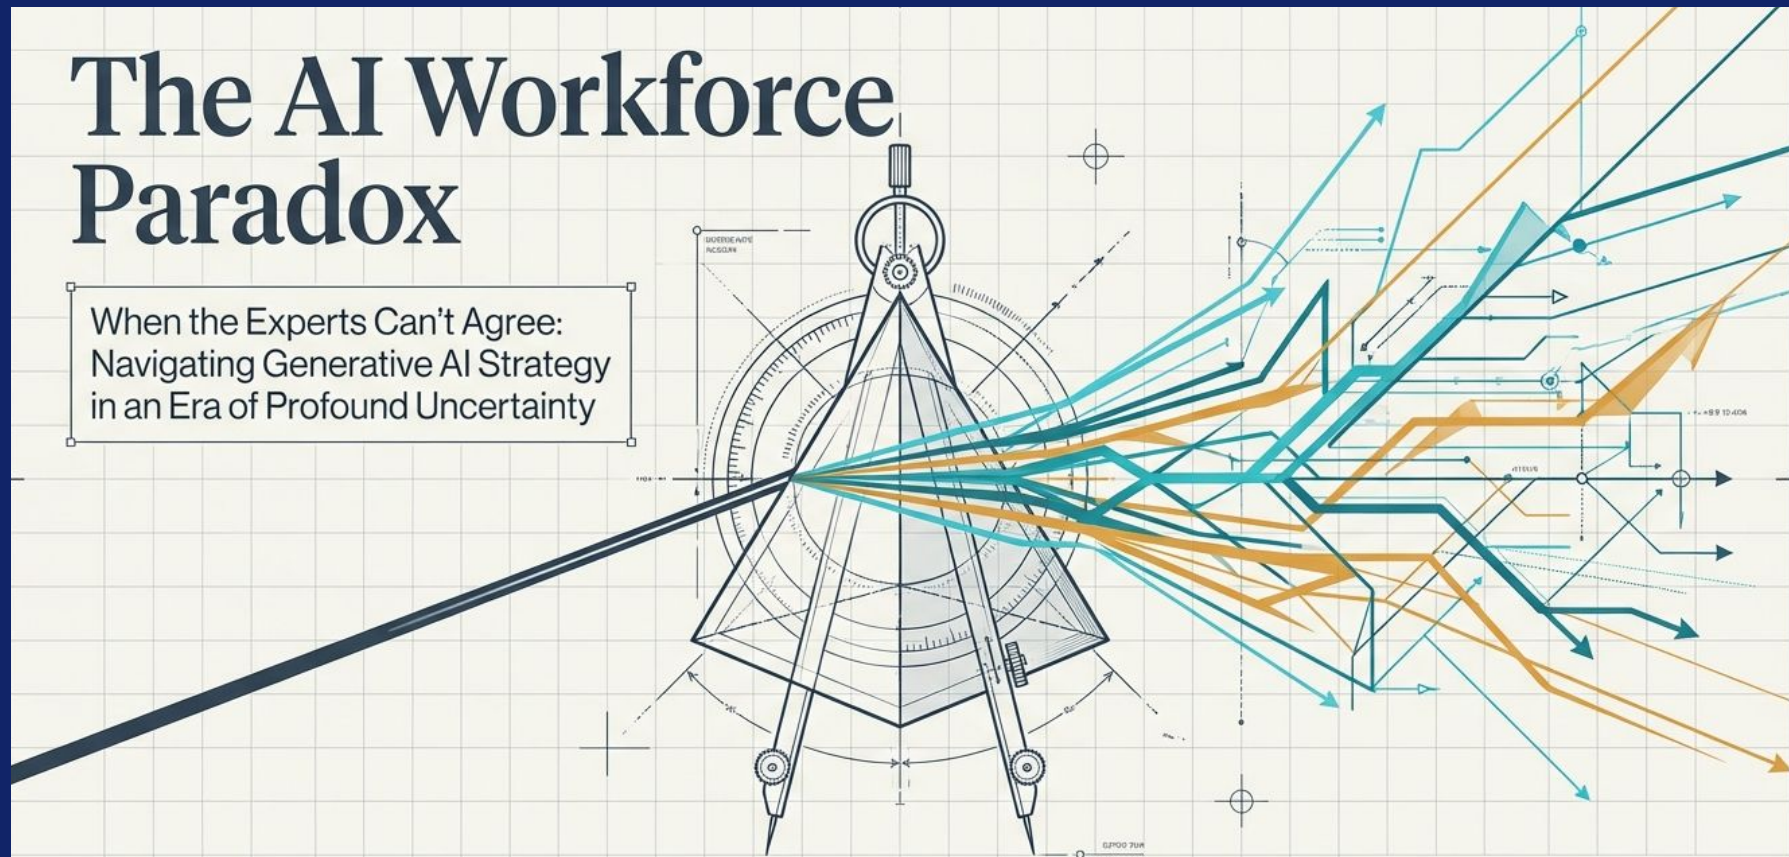 The AI Workforce
Paradox
When the Experts Can't Agree:
Navigating Generative AI Strategy
in an Era of Profound Uncertainty